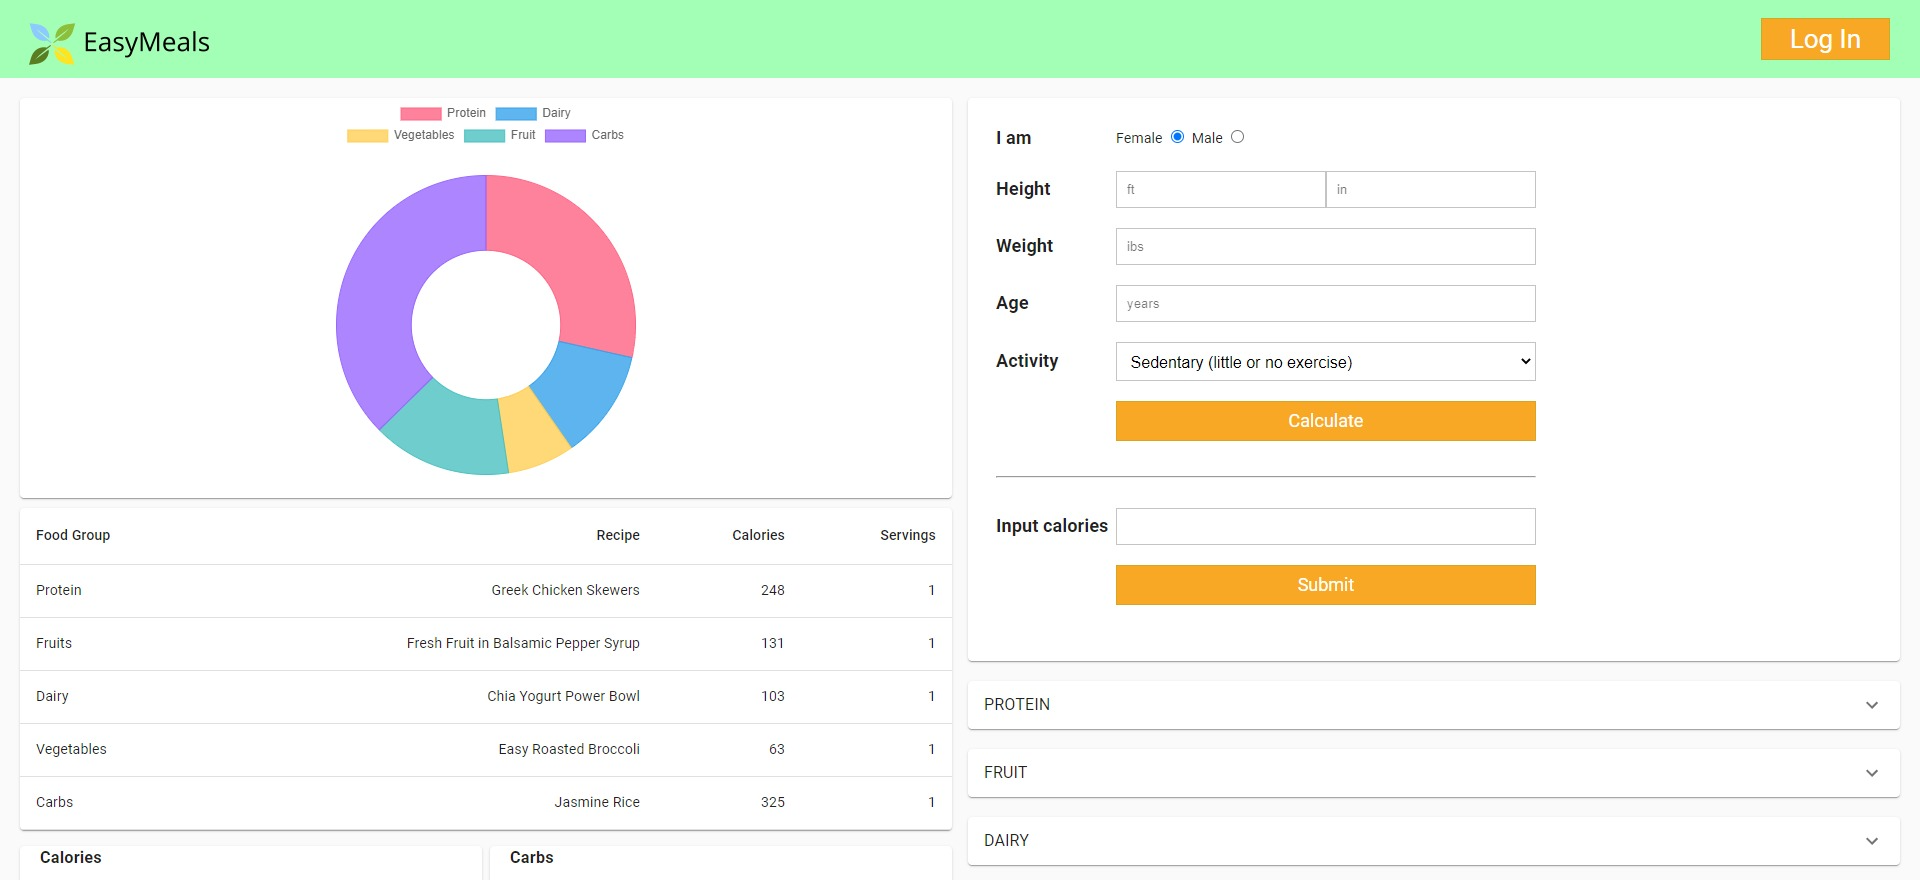 EasyMeals
Log In
Protein Dairy
Vegetables Fruit Carbs
Food Group Recipe Calories Servings
Protein Greek Chicken Skewers 248 1
Fruits Fresh Fruit in Balsamic Pepper Syrup 131 1
Dairy Chia Yogurt Power Bowl 103 1
Vegetables Easy Roasted Broccoli 63 1
Carbs Jasmine Rice 325 1
Calories
Carbs
I am Female Male
Height ft in
Weight ibs
Age years
Activity Sedentary (little or no exercise)
Calculate
Input calories
Submit
PROTEIN
FRUIT
DAIRY